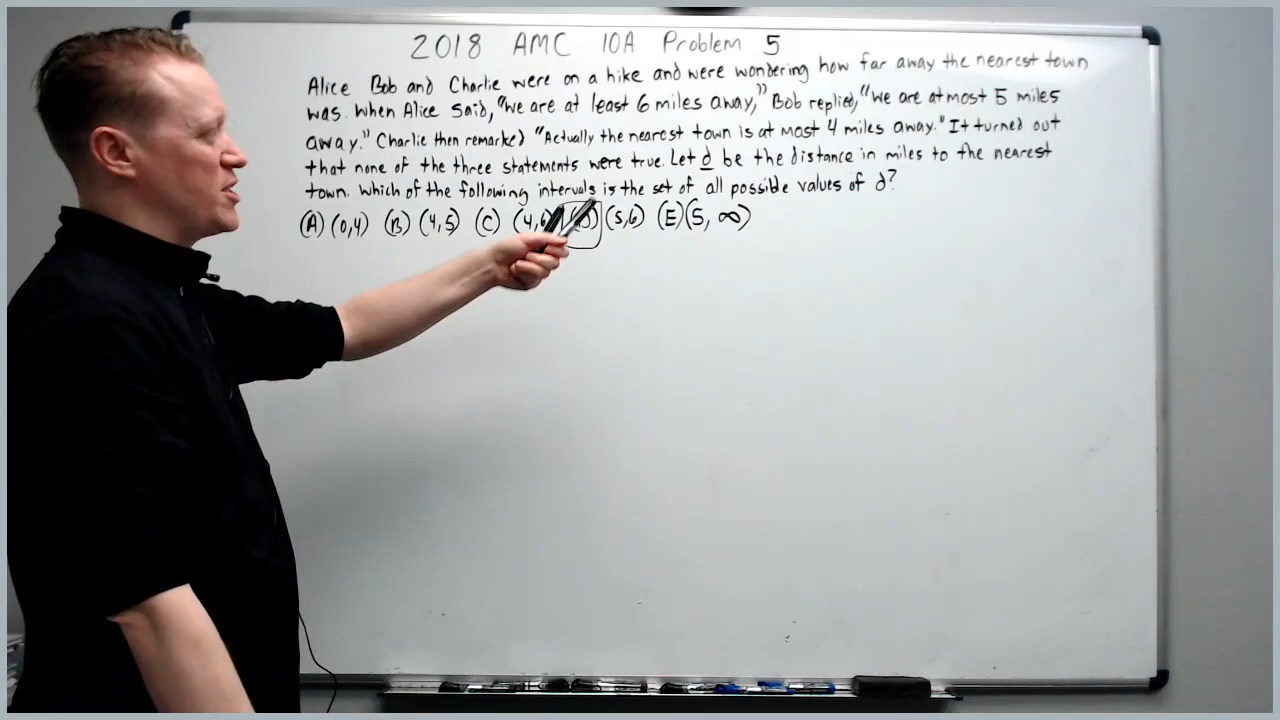 2018 AMC 10A Problem 5
Alice Bob and Charlie were on a hike and were wondering how far away the nearest town
was. when Alice said, "we are at least 6 miles away," Bob replied, "we are at most 5 miles
away." Charlie then remarked "Actually the nearest town is at most 4 miles away." It turned out
that none of the three statements were true. Let d be the distance in miles to the nearest
town. which of the following intervals is the set of all possible values of d?
(A) (0,4) (B) (4,5) (C) (4,6) (5,6) (E) (5, ∞)